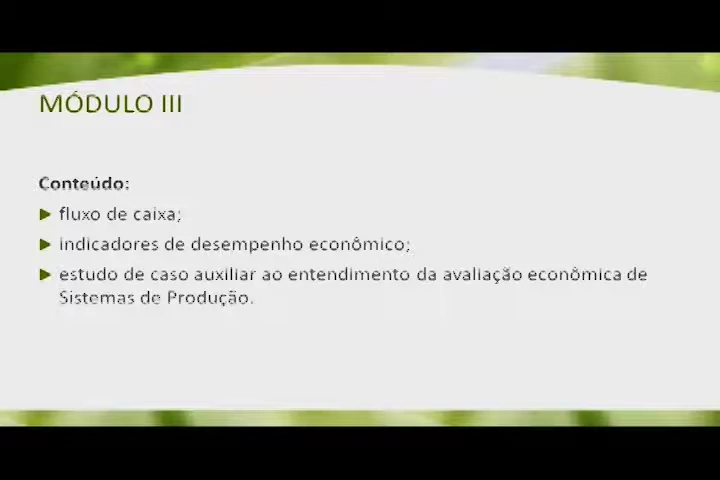 MÓDULO III
Conteúdo:
fluxo de caixa;
indicadores de desempenho econômico;
estudo de caso auxiliar ao entendimento da avaliação econômica de
Sistemas de Produção.